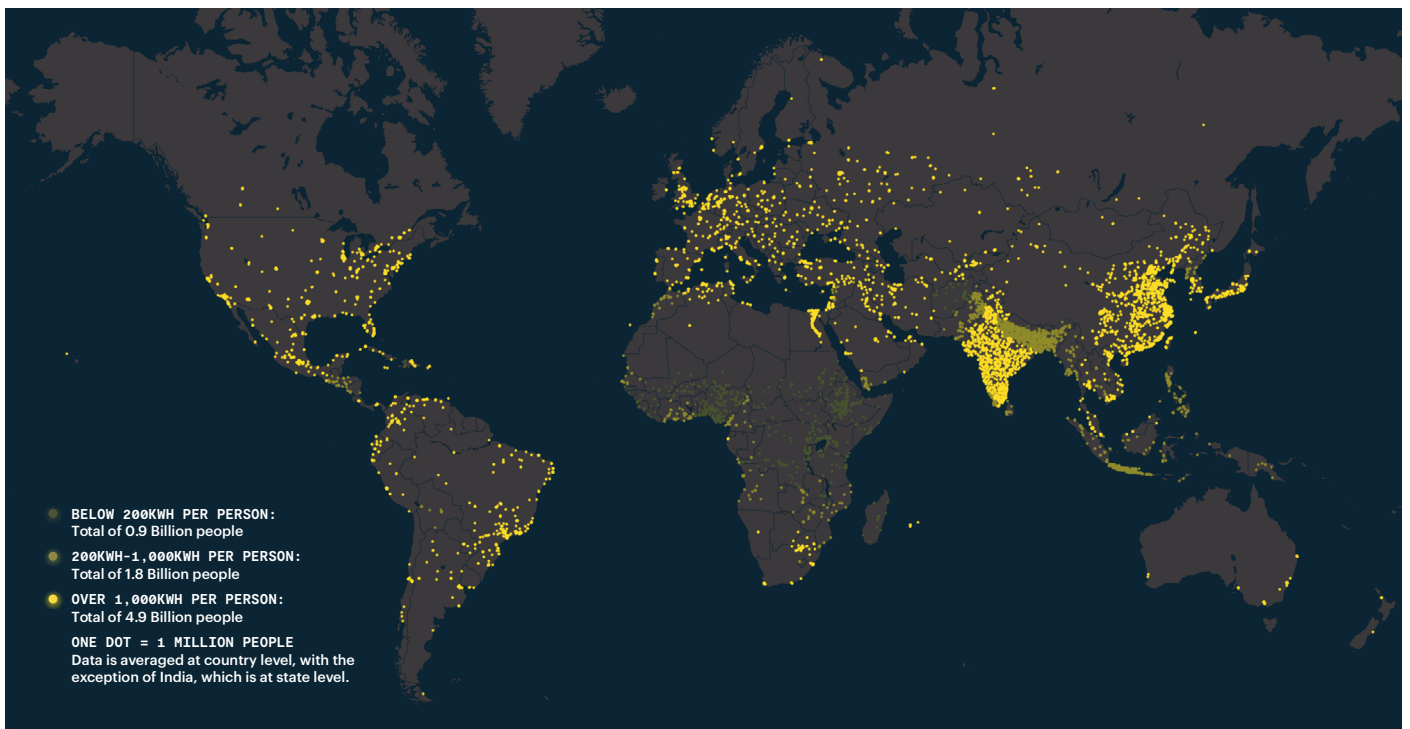 BELOW 200KWH PER PERSON:
Total of 0.9 Billion people
200KWH-1,000KWH PER PERSON:
Total of 1.8 Billion people
OVER 1,000KWH PER PERSON:
Total of 4.9 Billion people
ONE DOT = 1 MILLION PEOPLE
Data is averaged at country level, with the
exception of India, which is at state level.